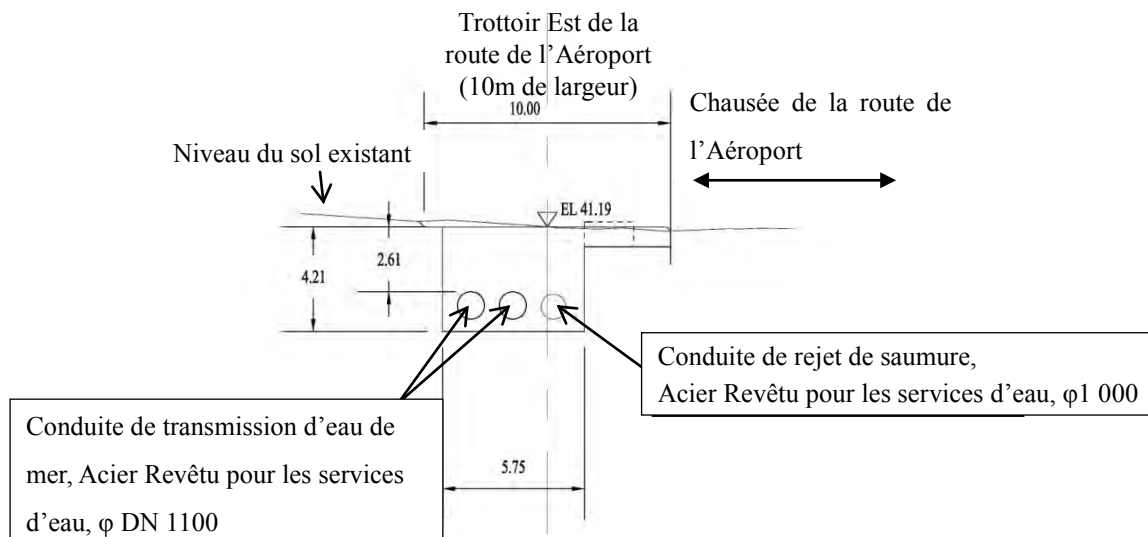 Trottoir Est de la
route de l'Aéroport
(10m de largeur)
10.00
Chausée de la route de
l'Aéroport
Niveau du sol existant
EL 41.19
2.61
4.21
Conduite de rejet de saumure,
Acier Revêtu pour les services d'eau, φ1 000
Conduite de transmission d'eau de
mer, Acier Revêtu pour les services
d'eau, φ DN 1100
5.75